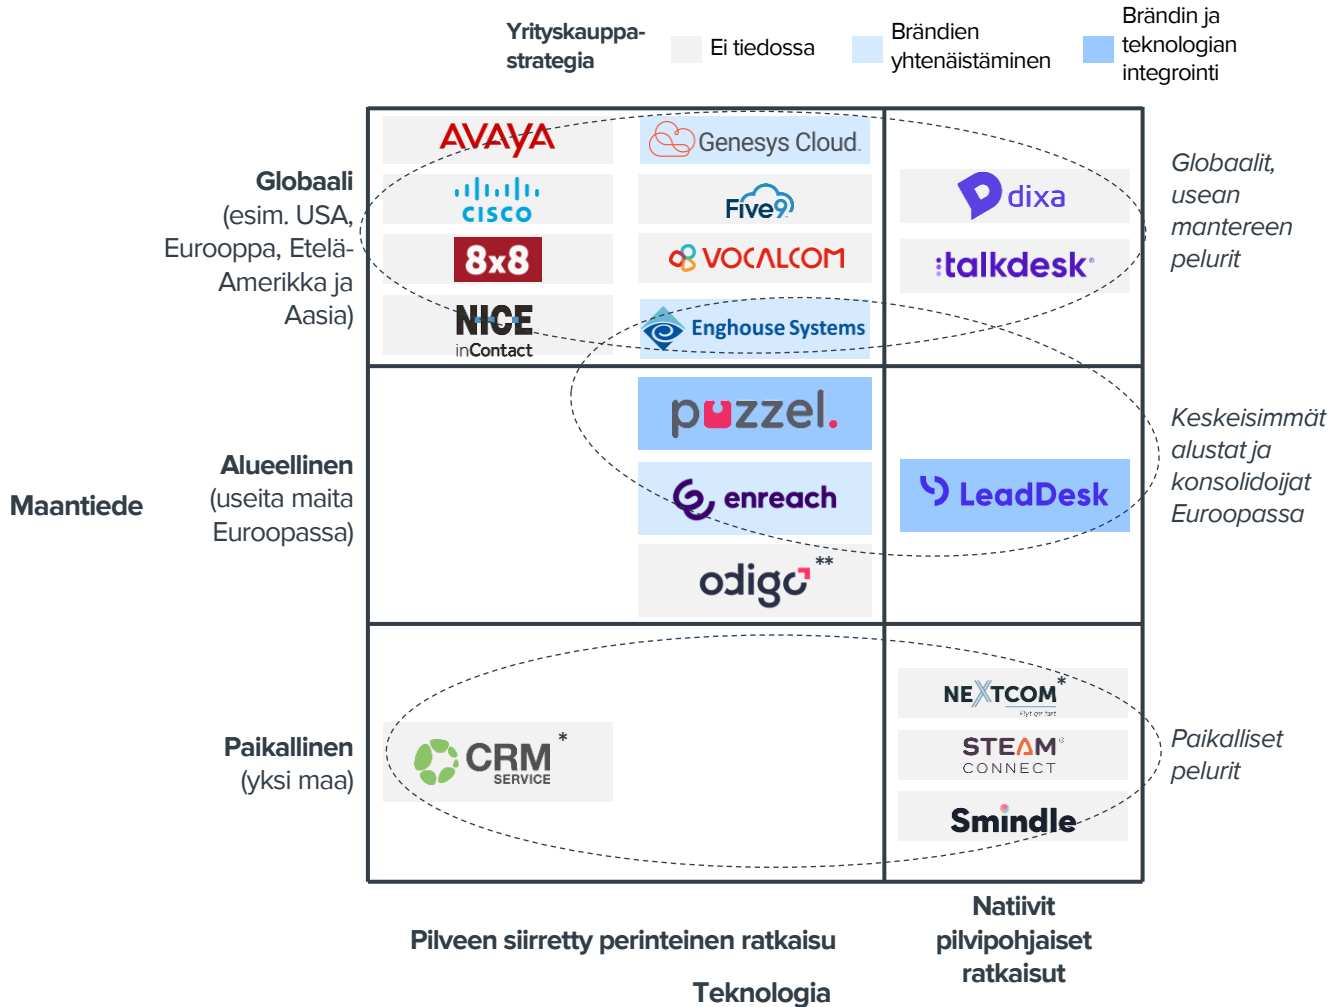 Yrityskauppa-
strategia
Ei tiedossa
Brändien
yhtenäistäminen
Brändin ja
teknologian
integrointi
AVAYA
Genesys Cloud.
CISCO
Five9
dixa
8x8
VOCALCOM
talkdesk
NICE
inContact
Enghouse Systems
Globaali
(esim. USA,
Eurooppa, Etelä-
Amerikka ja
Aasia)
Globaalit,
usean
mantereen
pelurit
puzzel.
enreach
LeadDesk
odigo **
Maantiede
Alueellinen
(useita maita
Euroopassa)
Keskeisimmät
alustat ja
konsolidoijat
Euroopassa
NEXTCOM *
CRM *
SERVICE
STEAM
CONNECT
Smindle
Paikallinen
(yksi maa)
Paikalliset
pelurit
Pilveen siirretty perinteinen ratkaisu
Natiivit
pilvipohjaiset
ratkaisut
Teknologia